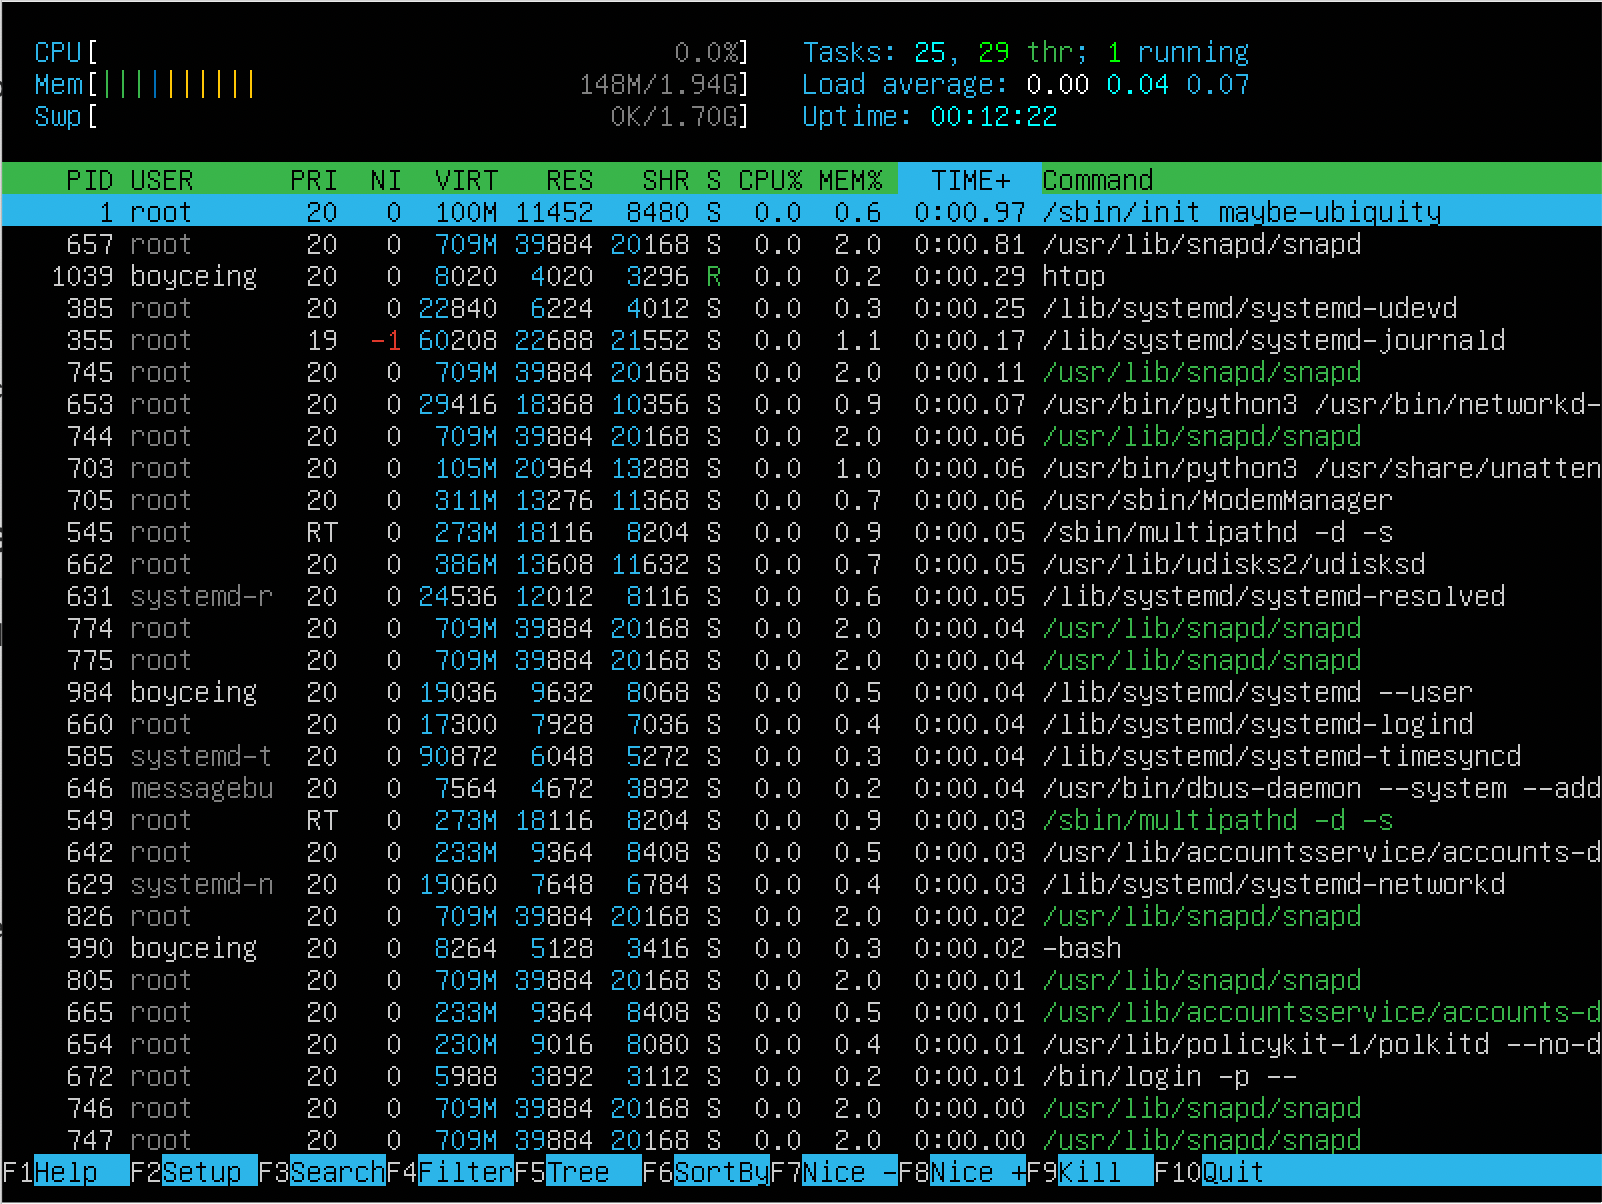 CPU[ 0.0%] Tasks: 25, 29 thr; 1 running
Mem[|||||||||| 148M/1.94G] Load average: 0.00 0.04 0.07
Swp[ 0K/1.70G] Uptime: 00:12:22
PID USER PRI NI VIRT RES SHR S CPU% MEM% TIME+ Command
1 root 20 0 100M 11452 8480 S 0.0 0.6 0:00.97 /sbin/init maybe-ubiquity
657 root 20 0 709M 39884 20168 S 0.0 2.0 0:00.81 /usr/lib/snapd/snapd
1039 boyceing 20 0 8020 4020 3296 R 0.0 0.2 0:00.29 htop
385 root 20 0 22840 6224 4012 S 0.0 0.3 0:00.25 /lib/systemd/systemd-udevd
355 root 19 -1 60208 22688 21552 S 0.0 1.1 0:00.17 /lib/systemd/systemd-journald
745 root 20 0 709M 39884 20168 S 0.0 2.0 0:00.11 /usr/lib/snapd/snapd
653 root 20 0 29416 18368 10356 S 0.0 0.9 0:00.07 /usr/bin/python3 /usr/bin/networkd-
744 root 20 0 709M 39884 20168 S 0.0 2.0 0:00.06 /usr/lib/snapd/snapd
703 root 20 0 105M 20964 13288 S 0.0 1.0 0:00.06 /usr/bin/python3 /usr/share/unatten
705 root 20 0 311M 13276 11368 S 0.0 0.7 0:00.06 /usr/sbin/ModemManager
545 root RT 0 273M 18116 8204 S 0.0 0.9 0:00.05 /sbin/multipathd -d -s
662 root 20 0 386M 13608 11632 S 0.0 0.7 0:00.05 /usr/lib/udisks2/udisksd
631 systemd-r 20 0 24536 12012 8116 S 0.0 0.6 0:00.05 /lib/systemd/systemd-resolved
774 root 20 0 709M 39884 20168 S 0.0 2.0 0:00.04 /usr/lib/snapd/snapd
775 root 20 0 709M 39884 20168 S 0.0 2.0 0:00.04 /usr/lib/snapd/snapd
984 boyceing 20 0 19036 9632 8068 S 0.0 0.5 0:00.04 /lib/systemd/systemd --user
660 root 20 0 17300 7928 7036 S 0.0 0.4 0:00.04 /lib/systemd/systemd-logind
585 systemd-t 20 0 90872 6048 5272 S 0.0 0.3 0:00.04 /lib/systemd/systemd-timesyncd
646 messagebu 20 0 7564 4672 3892 S 0.0 0.2 0:00.04 /usr/bin/dbus-daemon --system --add
549 root RT 0 273M 18116 8204 S 0.0 0.9 0:00.03 /sbin/multipathd -d -s
642 root 20 0 233M 9364 8408 S 0.0 0.5 0:00.03 /usr/lib/accountsservice/accounts-d
629 systemd-n 20 0 19060 7648 6784 S 0.0 0.4 0:00.03 /lib/systemd/systemd-networkd
826 root 20 0 709M 39884 20168 S 0.0 2.0 0:00.02 /usr/lib/snapd/snapd
990 boyceing 20 0 8264 5128 3416 S 0.0 0.3 0:00.02 -bash
805 root 20 0 709M 39884 20168 S 0.0 2.0 0:00.01 /usr/lib/snapd/snapd
665 root 20 0 233M 9364 8408 S 0.0 0.5 0:00.01 /usr/lib/accountsservice/accounts-d
654 root 20 0 230M 9016 8080 S 0.0 0.4 0:00.01 /usr/lib/policykit-1/polkitd --no-d
672 root 20 0 5988 3892 3112 S 0.0 0.2 0:00.01 /bin/login -p --
746 root 20 0 709M 39884 20168 S 0.0 2.0 0:00.00 /usr/lib/snapd/snapd
747 root 20 0 709M 39884 20168 S 0.0 2.0 0:00.00 /usr/lib/snapd/snapd
F1Help F2Setup F3SearchF4FilterF5Tree F6SortByF7Nice -F8Nice +F9Kill F10Quit